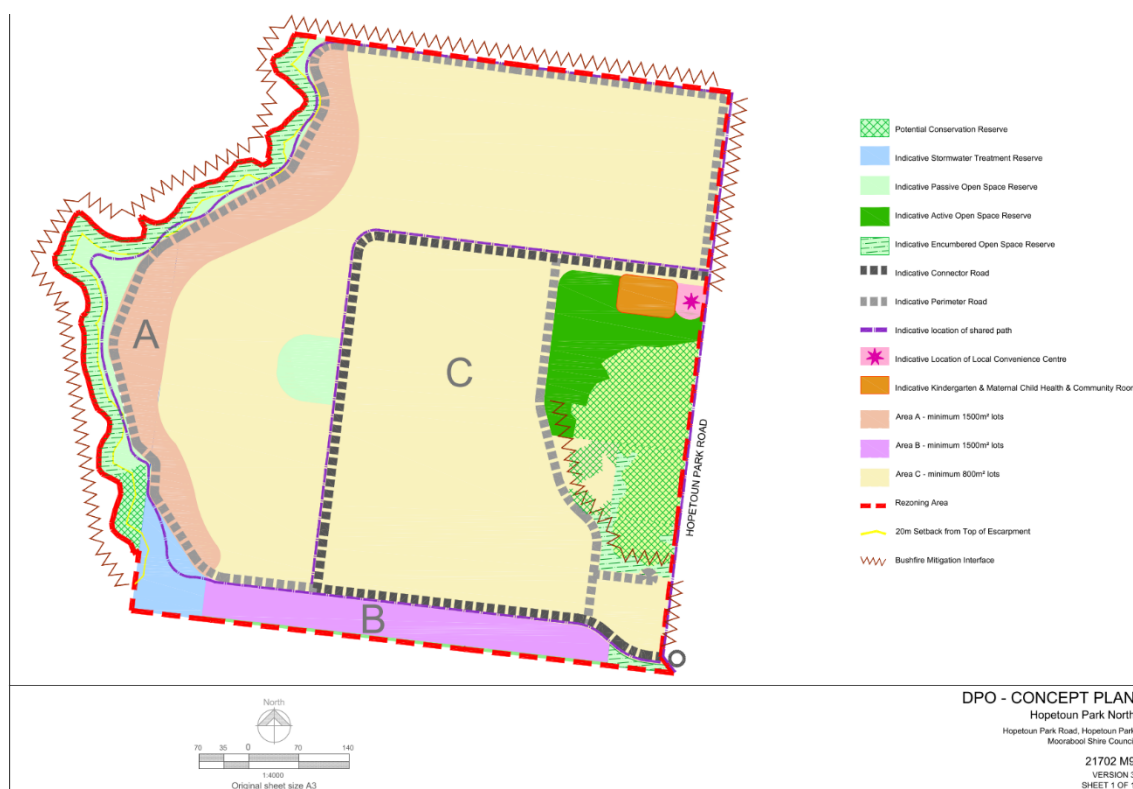 Potential Conservation Reserve
Indicative Stormwater Treatment Reserve
Indicative Passive Open Space Reserve
Indicative Active Open Space Reserve
Indicative Encumbered Open Space Reserve
Indicative Connector Road
Indicative Perimeter Road
Indicative location of shared path
Indicative Location of Local Convenience Centre
Indicative Kindergarten & Maternal Child Health & Community Roor
Area A - minimum 1500m² lots
Area B - minimum 1500m² lots
Area C - minimum 800m² lots
Rezoning Area
20m Setback from Top of Escarpment
Bushfire Mitigation Interface
A
C
B
HOPETOUN PARK ROAD
North
70 35 0 70 140
1:4000
Original sheet size A3
DPO - CONCEPT PLAN
Hopetoun Park North
Hopetoun Park Road, Hopetoun Park
Moorabool Shire Council
21702 M9
VERSION 3
SHEET 1 OF 1